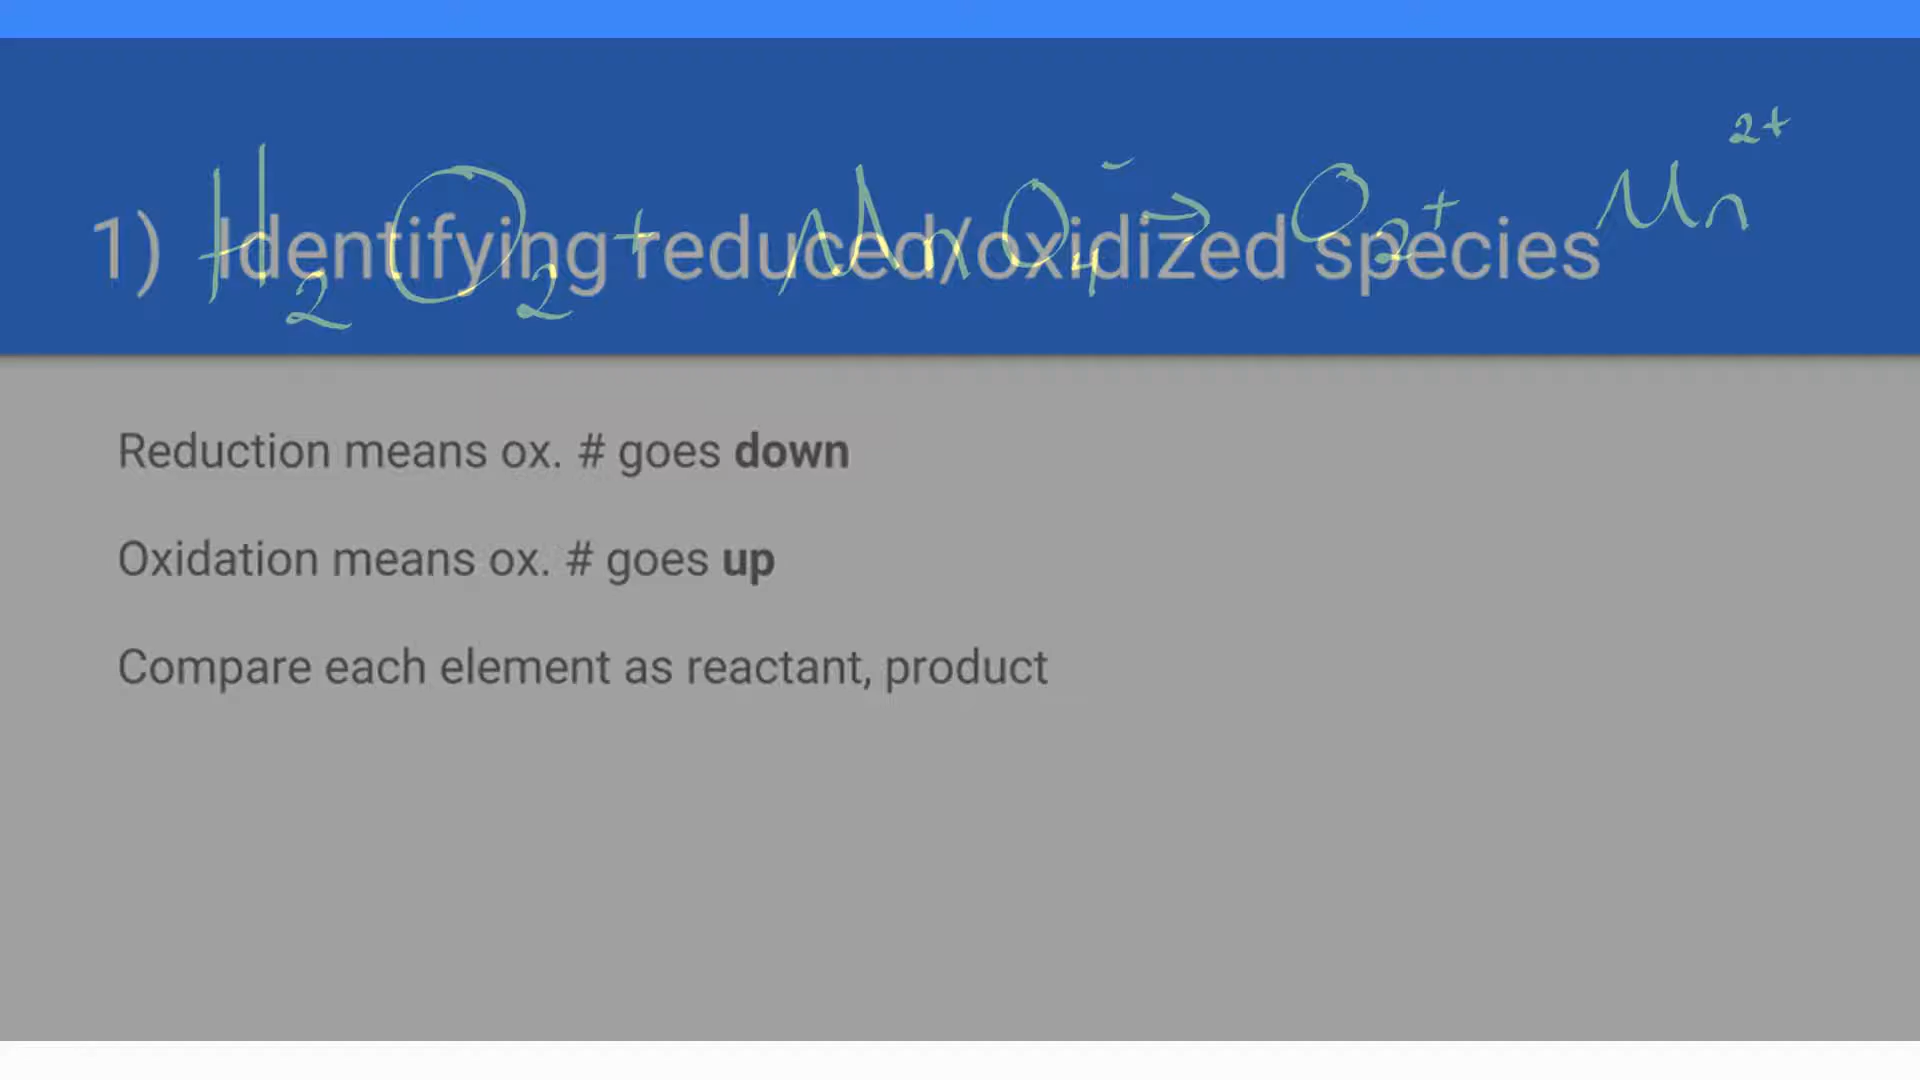 H₂O₂ + MnO₄⁻ → O₂ + Mn²⁺
1) Identifying reduced/oxidized species
Reduction means ox. # goes down
Oxidation means ox. # goes up
Compare each element as reactant, product